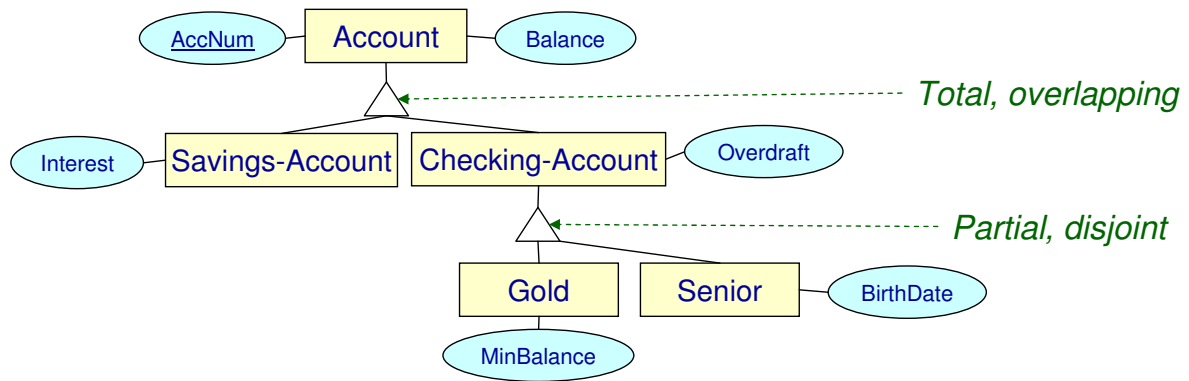 AccNum
Account
Balance
Total, overlapping
Interest
Savings-Account
Checking-Account
Overdraft
Partial, disjoint
Gold
Senior
BirthDate
MinBalance